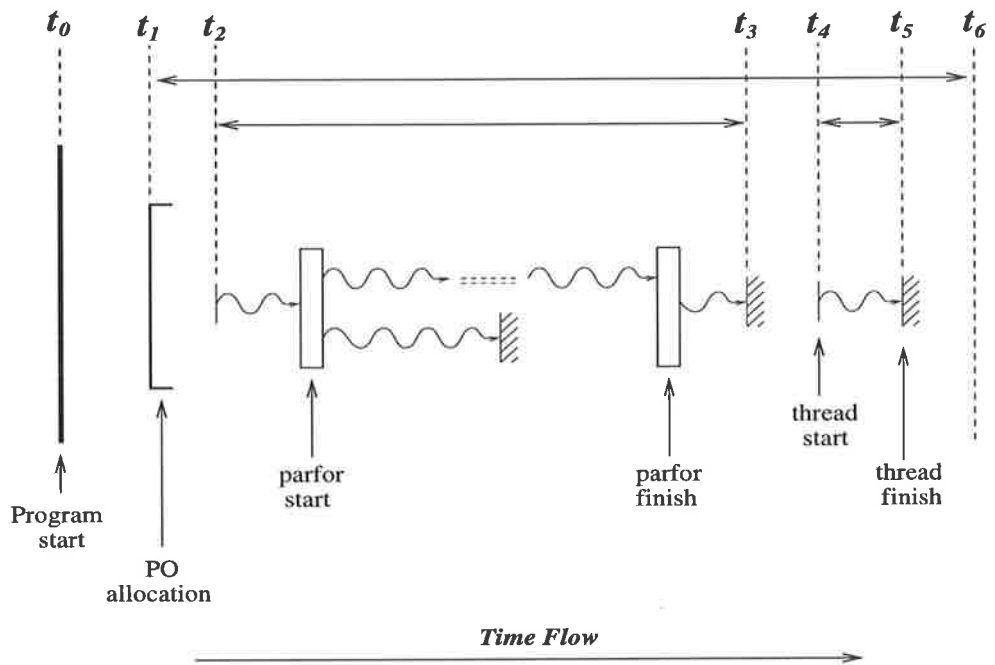 t0 t1 t2 t3 t4 t5 t6
thread
start
parfor
start
parfor
finish
thread
finish
Program
start
PO
allocation
Time Flow